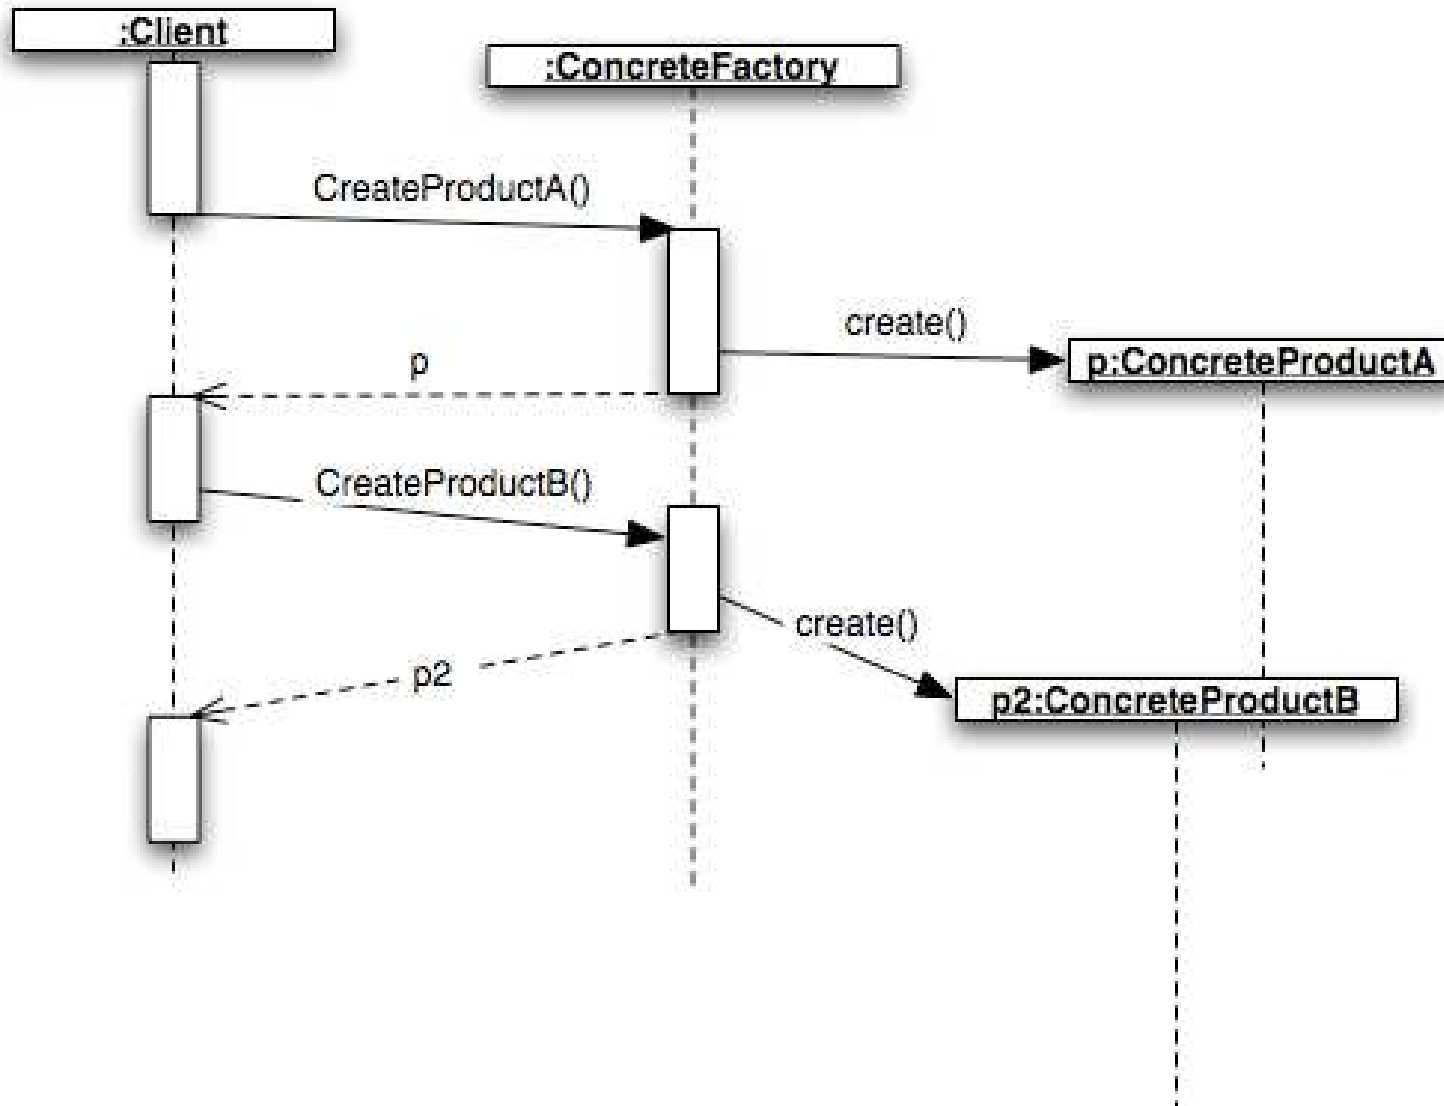 :Client
:ConcreteFactory
CreateProductA()
create()
p:ConcreteProductA
p
CreateProductB()
create()
p2
p2:ConcreteProductB